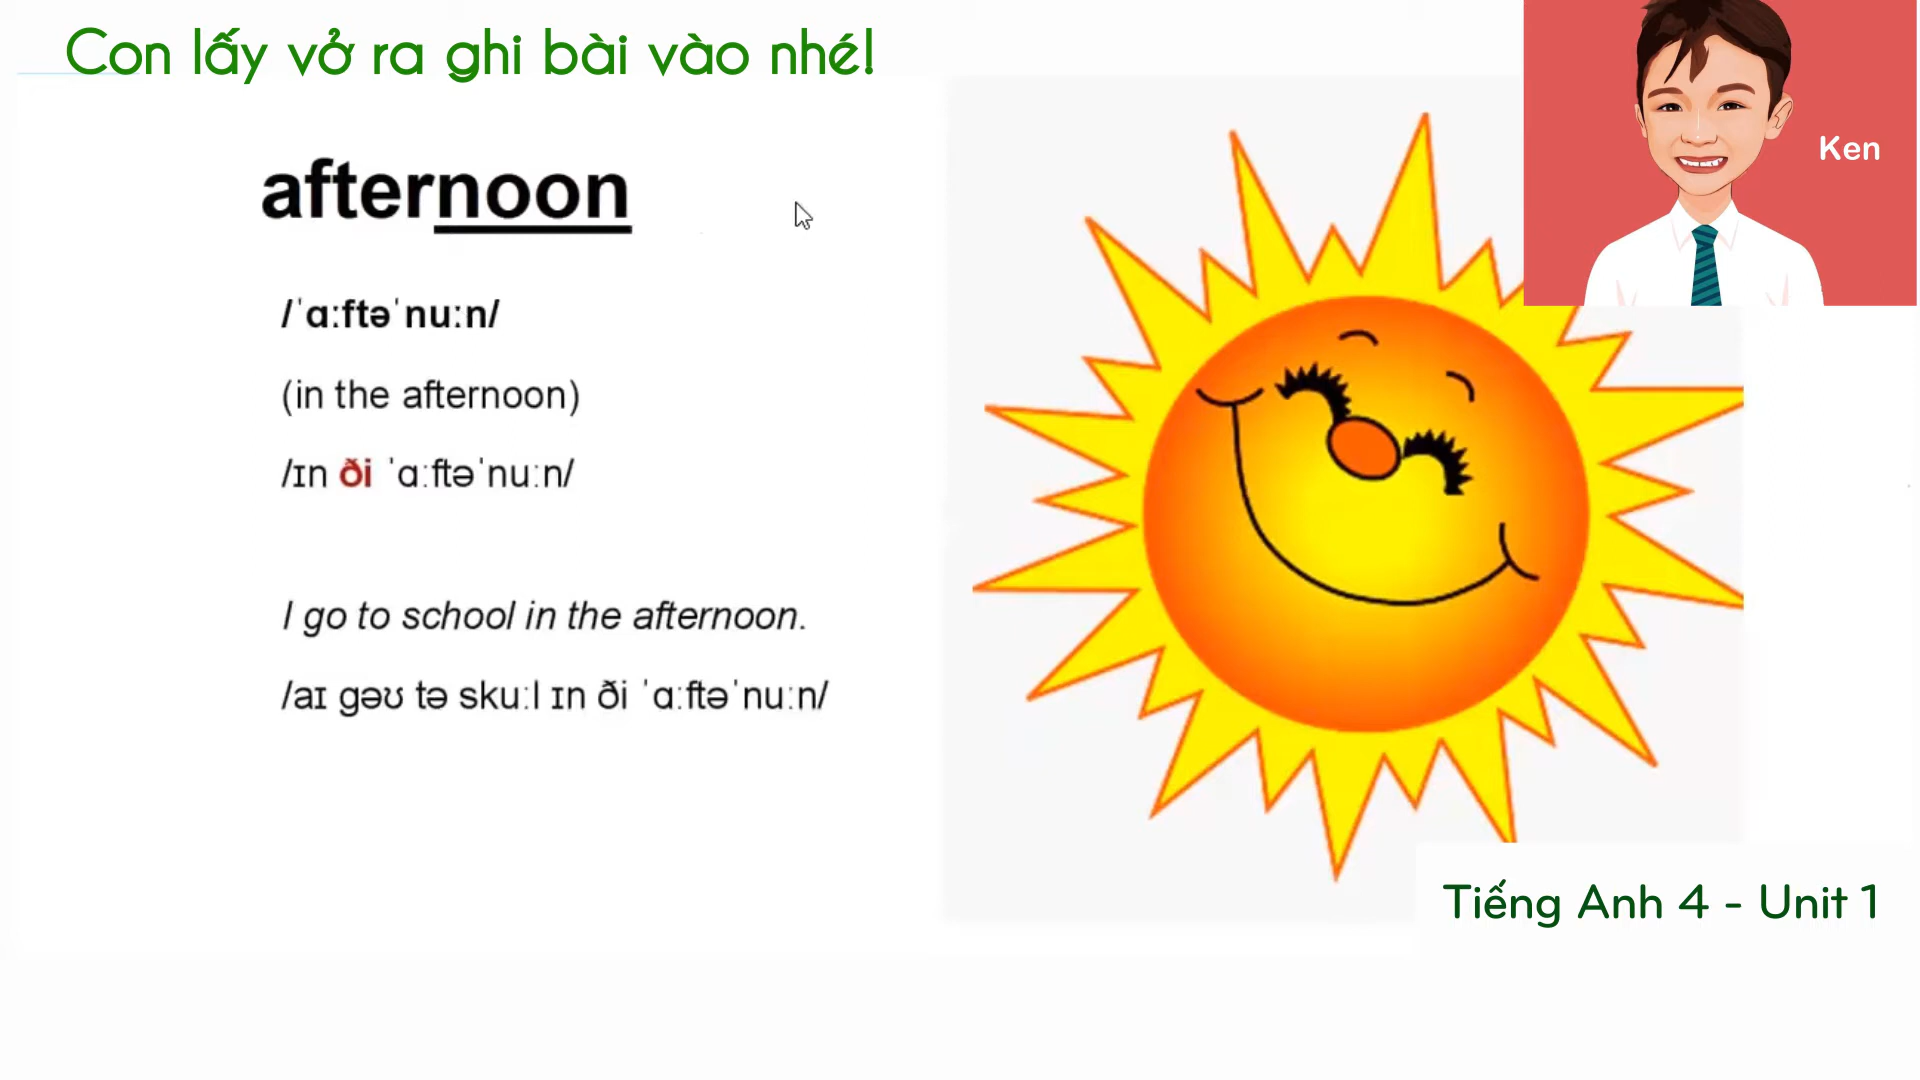 Con lấy vở ra ghi bài vào nhé!
Ken
afternoon
/ˈɑːftəˈnuːn/
(in the afternoon)
/ɪn ði ˈɑːftəˈnuːn/
I go to school in the afternoon.
/aɪ gəʊ tə skuːl ɪn ði ˈɑːftəˈnuːn/
Tiếng Anh 4 - Unit 1